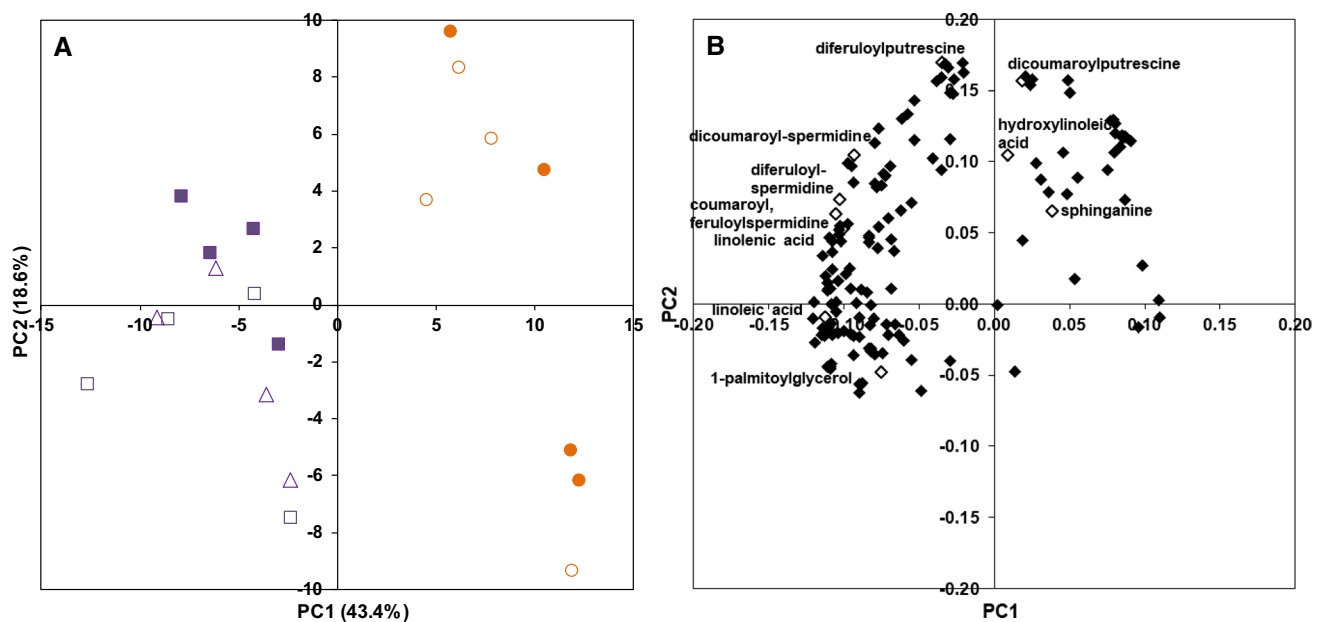 A
10
8
6
4
2
0
-2
-4
-6
-8
-10
-15
-10
-5
0
5
10
15
PC2 (18.6%)
PC1 (43.4%)
B
0.20
0.15
0.10
0.05
0.00
-0.05
-0.10
-0.15
-0.20
-0.20
-0.15
-0.10
-0.05
0.00
0.05
0.10
0.15
0.20
PC2
PC1
diferuloylputrescine
dicoumaroylputrescine
hydroxylinoleic
acid
dicoumaroyl-spermidine
diferuloyl-
spermidine
coumaroyl,
feruloylspermidine
linolenic acid
sphinganine
linoleic acid
1-palmitoylglycerol